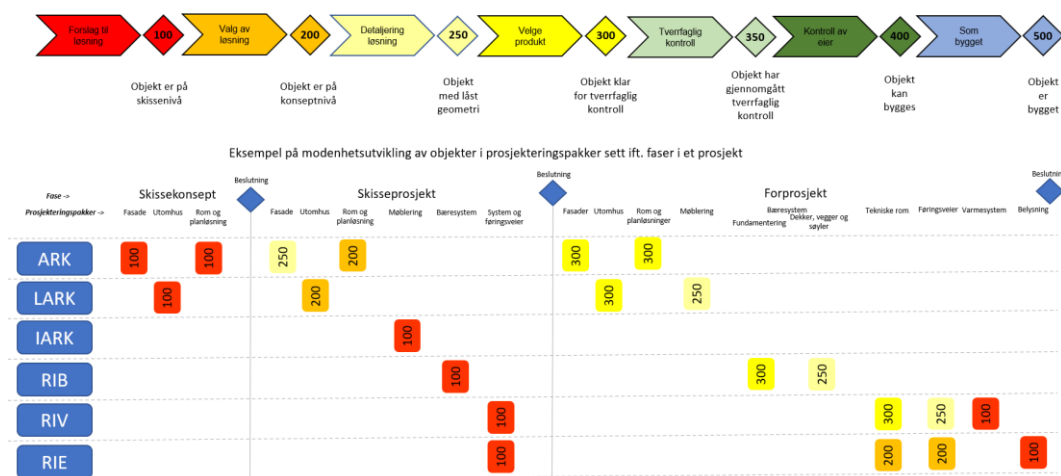 Forslag til
løsning
100
Valg av
løsning
200
Detaljering
løsning
250
Velge
produkt
300
Tverrfaglig
kontroll
350
Kontroll av
eier
400
Som
bygget
500
Objekt er på
skissenivå
Objekt er på
konseptnivå
Objekt
med låst
geometri
Objekt klar
for tverrfaglig
kontroll
Objekt har
gjennomgått
tverrfaglig
kontroll
Objekt
kan
bygges
Objekt
er
bygget
Eksempel på modenhetsutvikling av objekter i prosjekteringspakker sett ift. faser i et prosjekt
Fase ->
Skissekonsept
Beslutning
Skisseprosjekt
Beslutning
Forprosjekt
Beslutning
Prosjekteringspakker ->
Fasade
Utomhus
Rom og
planløsning
Fasade
Utomhus
Rom og
planløsning
Møblering
Bæresystem
System og
føringsveier
Fasader
Utomhus
Rom og
planløsninger
Møblering
Bæresystem
Fundamentering
Dekker, vegger og
søyler
Tekniske rom
Føringsveier
Varmesystem
Belysning
ARK
100
100
250
200
300
300
LARK
100
200
300
250
IARK
100
RIB
100
300
250
RIV
100
300
250
100
RIE
100
200
200
100